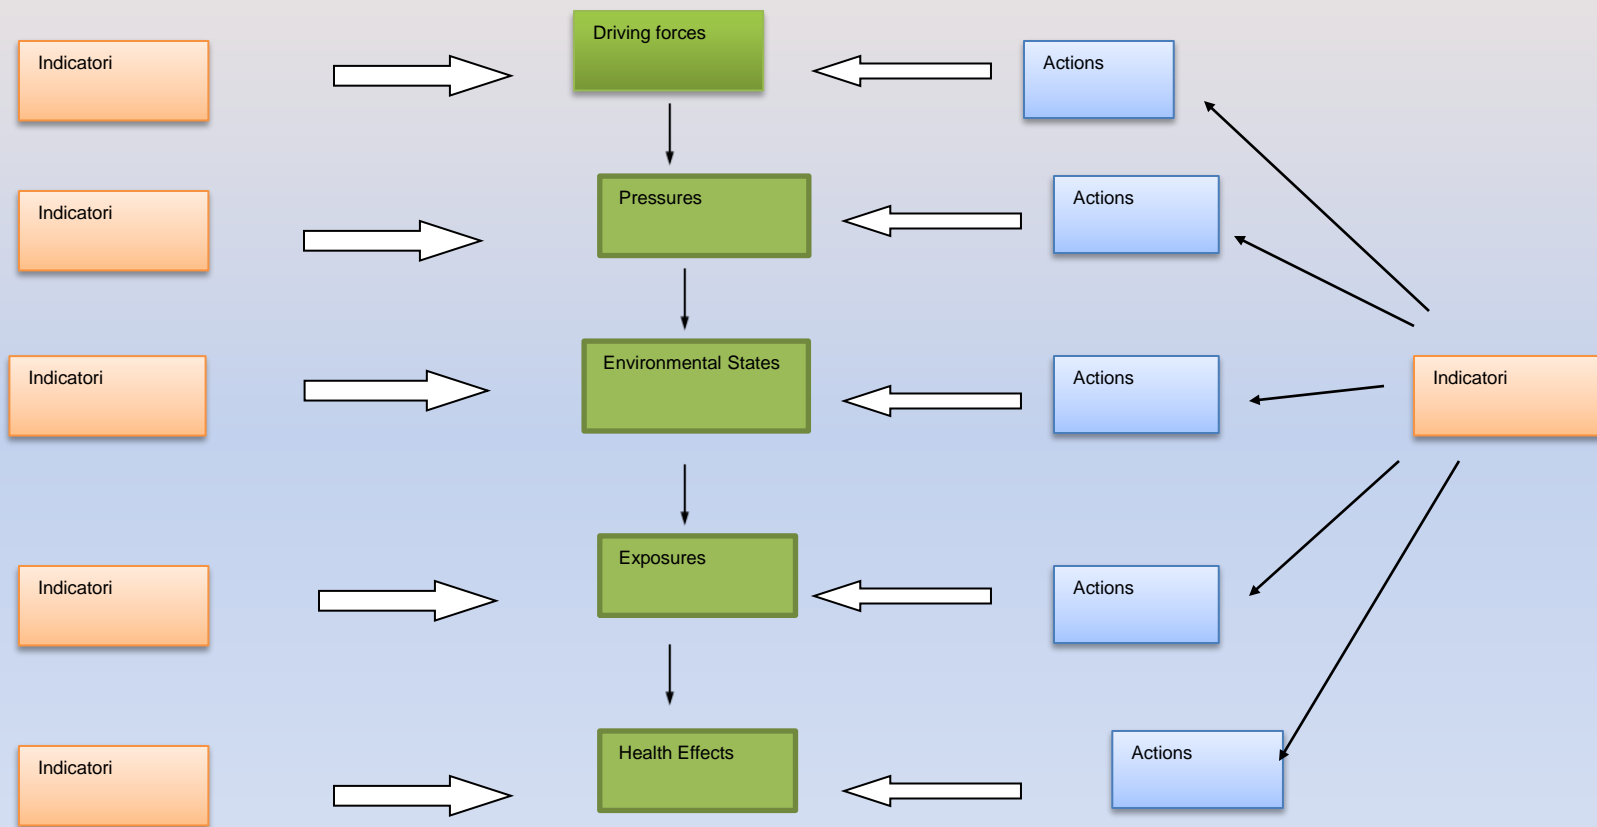 Driving forces
Indicatori
Actions
Indicatori
Pressures
Actions
Indicatori
Environmental States
Actions
Indicatori
Indicatori
Exposures
Actions
Indicatori
Health Effects
Actions